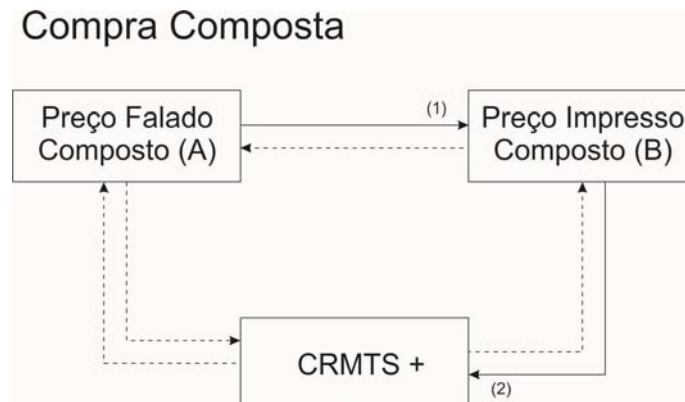 Compra Composta
Preço Falado
Composto (A)
(1)
Preço Impresso
Composto (B)
CRMTS +
(2)